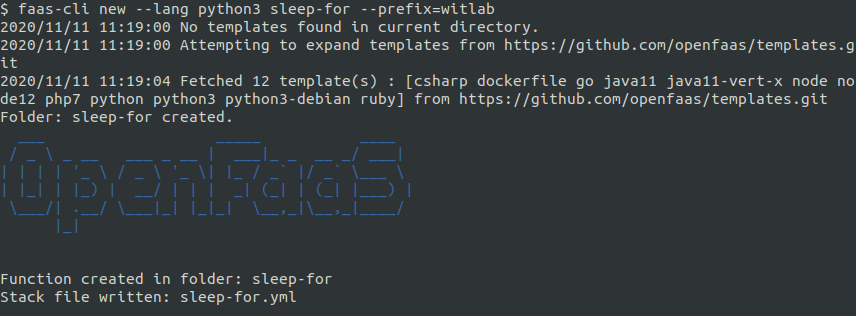 $ faas-cli new --lang python3 sleep-for --prefix=witlab
2020/11/11 11:19:00 No templates found in current directory.
2020/11/11 11:19:00 Attempting to expand templates from https://github.com/openfaas/templates.g
it
2020/11/11 11:19:04 Fetched 12 template(s) : [csharp dockerfile go java11 java11-vert-x node no
de12 php7 python python3 python3-debian ruby] from https://github.com/openfaas/templates.git
Folder: sleep-for created.
OpenFaaS
Function created in folder: sleep-for
Stack file written: sleep-for.yml